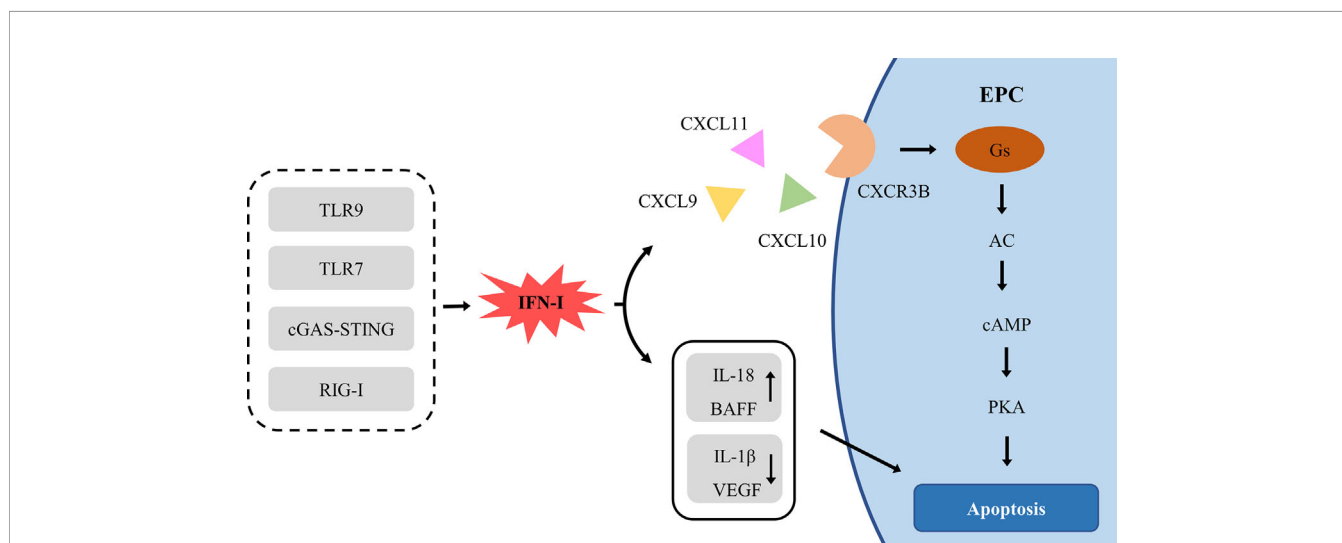 TLR9
TLR7
cGAS-STING
RIG-I
IFN-I
CXCL11
CXCL9
CXCL10
CXCR3B
IL-18
BAFF
IL-1β
VEGF
EPC
Gs
AC
cAMP
PKA
Apoptosis